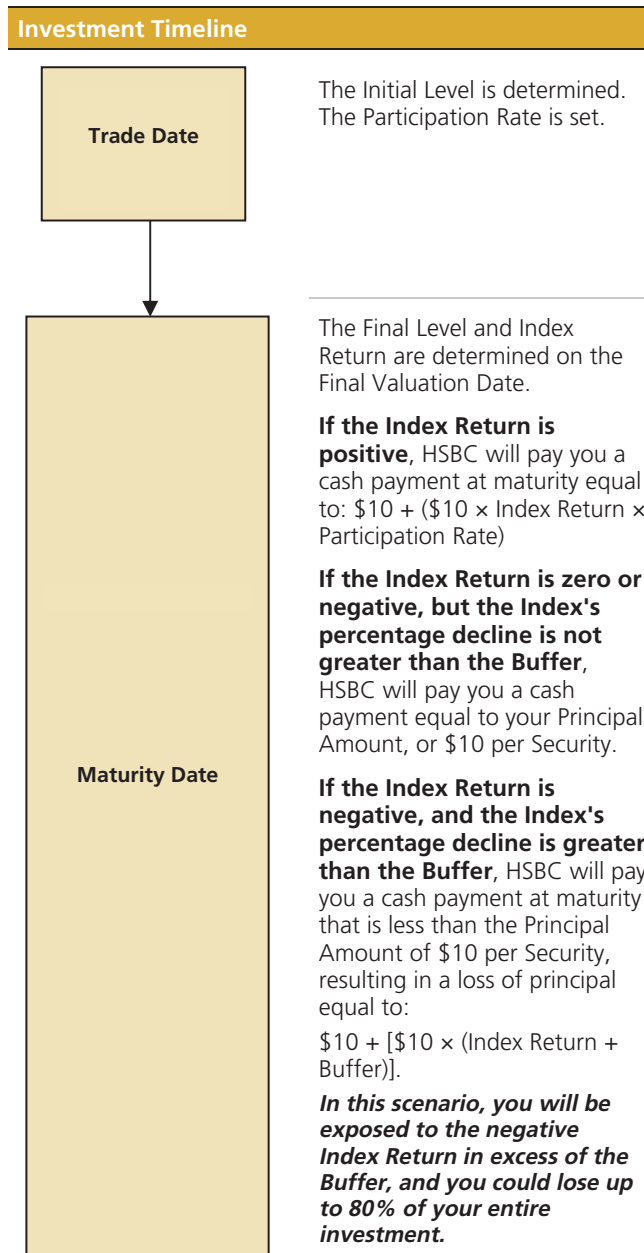 Investment Timeline
Trade Date
The Initial Level is determined.
The Participation Rate is set.
Maturity Date
The Final Level and Index
Return are determined on the
Final Valuation Date.
If the Index Return is
positive, HSBC will pay you a
cash payment at maturity equal
to: $10 + ($10 × Index Return ×
Participation Rate)
If the Index Return is zero or
negative, but the Index's
percentage decline is not
greater than the Buffer,
HSBC will pay you a cash
payment equal to your Principal
Amount, or $10 per Security.
If the Index Return is
negative, and the Index's
percentage decline is greater
than the Buffer, HSBC will pay
you a cash payment at maturity
that is less than the Principal
Amount of $10 per Security,
resulting in a loss of principal
equal to:
$10 + [$10 × (Index Return +
Buffer)].
In this scenario, you will be
exposed to the negative
Index Return in excess of the
Buffer, and you could lose up
to 80% of your entire
investment.